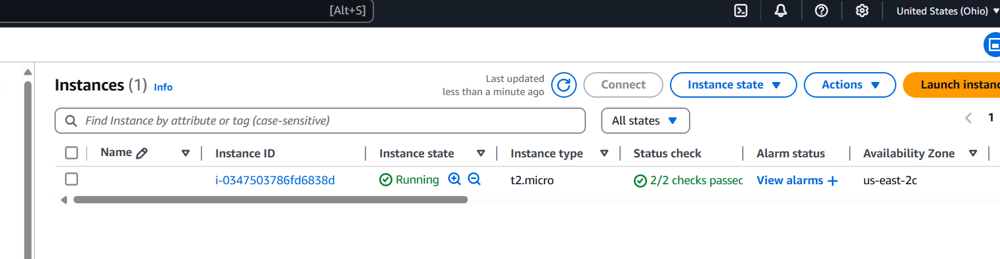 [Alt+S]
United States (Ohio)
Instances (1) Info
Last updated
less than a minute ago
Connect
Instance state
Actions
Launch instanc
Find Instance by attribute or tag (case-sensitive)
All states
1
Name Instance ID Instance state Instance type Status check Alarm status Availability Zone
i-0347503786fd6838d Running t2.micro 2/2 checks passec View alarms + us-east-2c